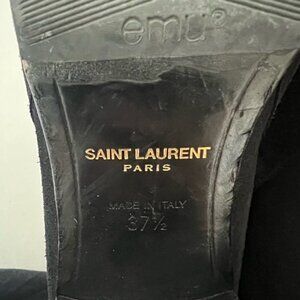 emu®
SAINT LAURENT
PARIS
MADE IN ITALY
37½